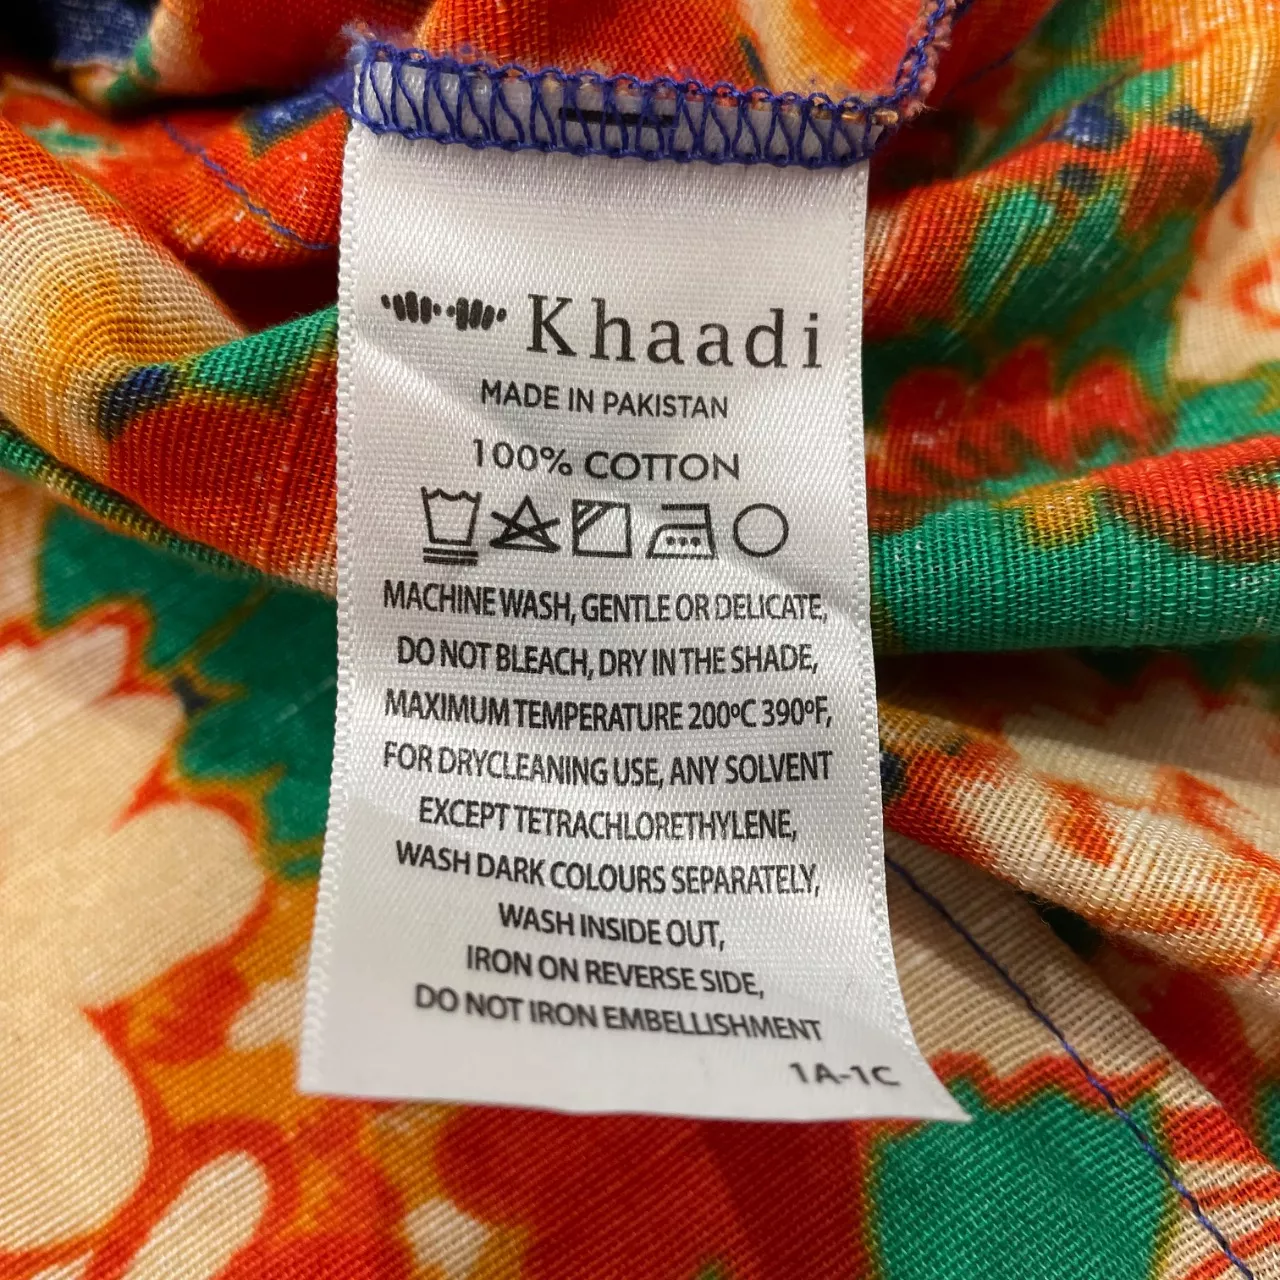 Khaadi
MADE IN PAKISTAN
100% COTTON
MACHINE WASH, GENTLE OR DELICATE,
DO NOT BLEACH, DRY IN THE SHADE,
MAXIMUM TEMPERATURE 200ºC 390ºF,
FOR DRYCLEANING USE, ANY SOLVENT
EXCEPT TETRACHLORETHYLENE,
WASH DARK COLOURS SEPARATELY,
WASH INSIDE OUT,
IRON ON REVERSE SIDE,
DO NOT IRON EMBELLISHMENT
1A-1C